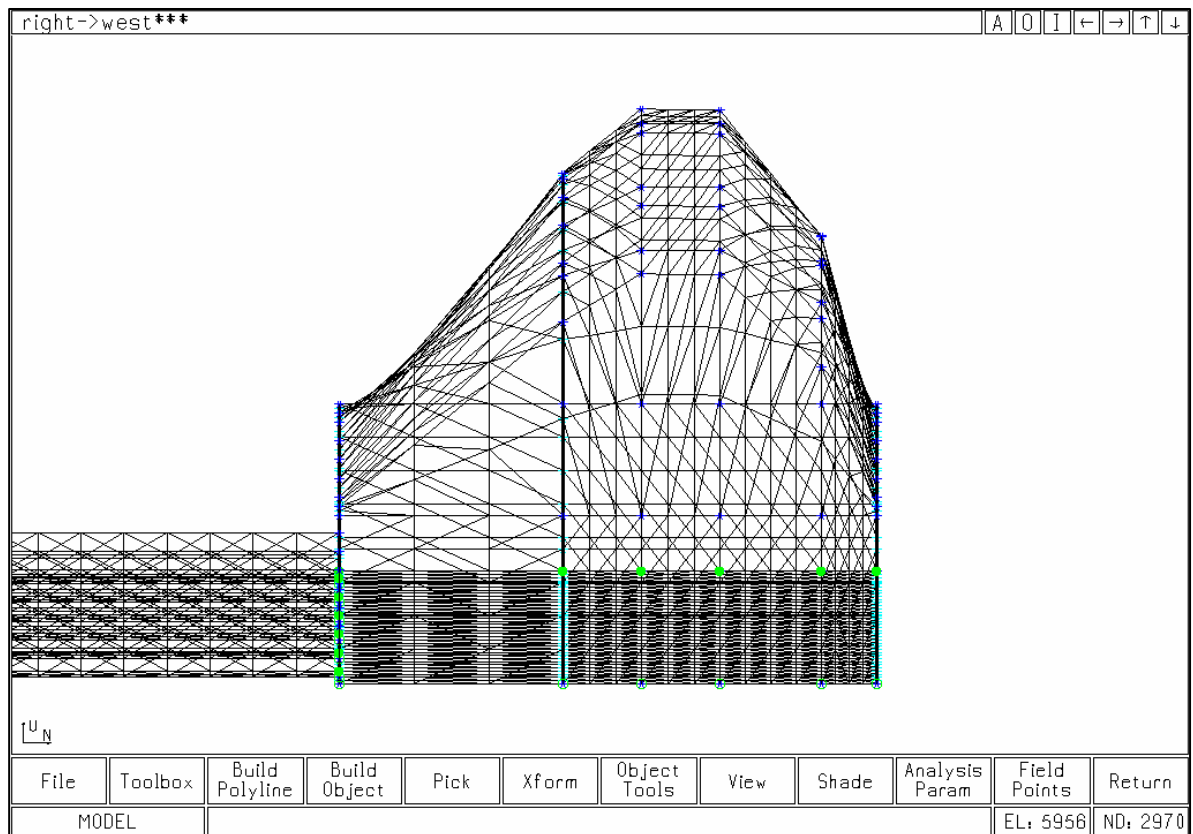 right->west***
A O I ← → ↑ ↓
U
N
File Toolbox Build Polyline Build Object Pick Xform Object Tools View Shade Analysis Param Field Points Return
MODEL EL: 5956 ND: 2970